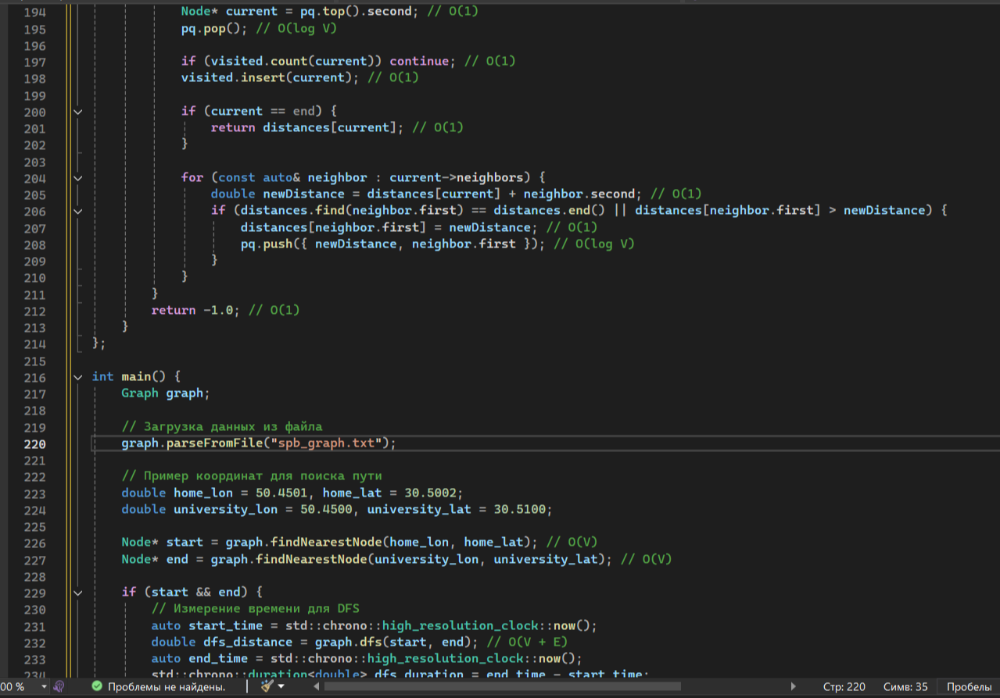 194 Node* current = pq.top().second; // O(1)
195 pq.pop(); // O(log V)
196
197 if (visited.count(current)) continue; // O(1)
198 visited.insert(current); // O(1)
199
200 if (current == end) {
201 return distances[current]; // O(1)
202 }
203
204 for (const auto& neighbor : current->neighbors) {
205 double newDistance = distances[current] + neighbor.second; // O(1)
206 if (distances.find(neighbor.first) == distances.end() || distances[neighbor.first] > newDistance) {
207 distances[neighbor.first] = newDistance; // O(1)
208 pq.push({ newDistance, neighbor.first }); // O(log V)
209 }
210 }
211 }
212 return -1.0; // O(1)
213 }
214 };
215
216 int main() {
217 Graph graph;
218
219 // Загрузка данных из файла
220 graph.parseFromFile("spb_graph.txt");
221
222 // Пример координат для поиска пути
223 double home_lon = 50.4501, home_lat = 30.5002;
224 double university_lon = 50.4500, university_lat = 30.5100;
225
226 Node* start = graph.findNearestNode(home_lon, home_lat); // O(V)
227 Node* end = graph.findNearestNode(university_lon, university_lat); // O(V)
228
229 if (start && end) {
230 // Измерение времени для DFS
231 auto start_time = std::chrono::high_resolution_clock::now();
232 double dfs_distance = graph.dfs(start, end); // O(V + E)
233 auto end_time = std::chrono::high_resolution_clock::now();
234 std::chrono::duration<double> dfs_duration = end_time - start_time;
00 % Проблемы не найдены. Стр: 220 Симв: 35 Пробелы